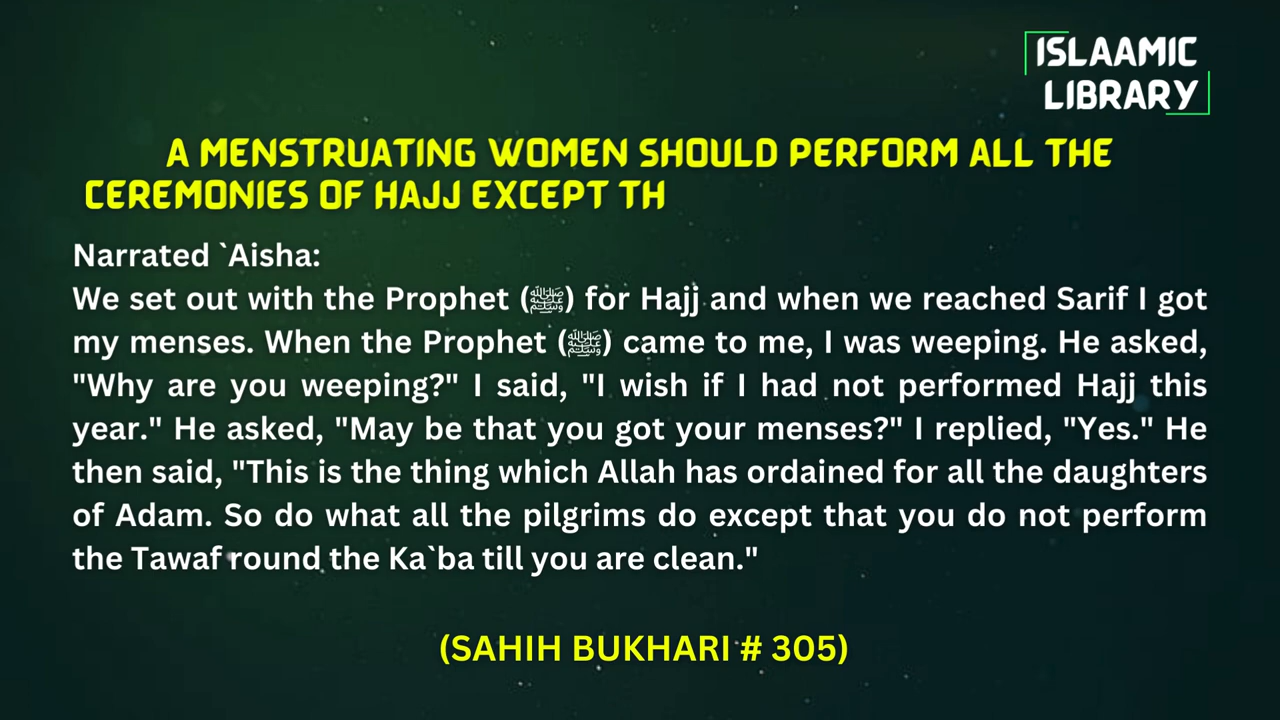 ISLAAMIC
LIBRARY
A MENSTRUATING WOMEN SHOULD PERFORM ALL THE
CEREMONIES OF HAJJ EXCEPT TH
Narrated `Aisha:
We set out with the Prophet (ﷺ) for Hajj and when we reached Sarif I got
my menses. When the Prophet (ﷺ) came to me, I was weeping. He asked,
"Why are you weeping?" I said, "I wish if I had not performed Hajj this
year." He asked, "May be that you got your menses?" I replied, "Yes." He
then said, "This is the thing which Allah has ordained for all the daughters
of Adam. So do what all the pilgrims do except that you do not perform
the Tawaf round the Ka`ba till you are clean."
(SAHIH BUKHARI # 305)